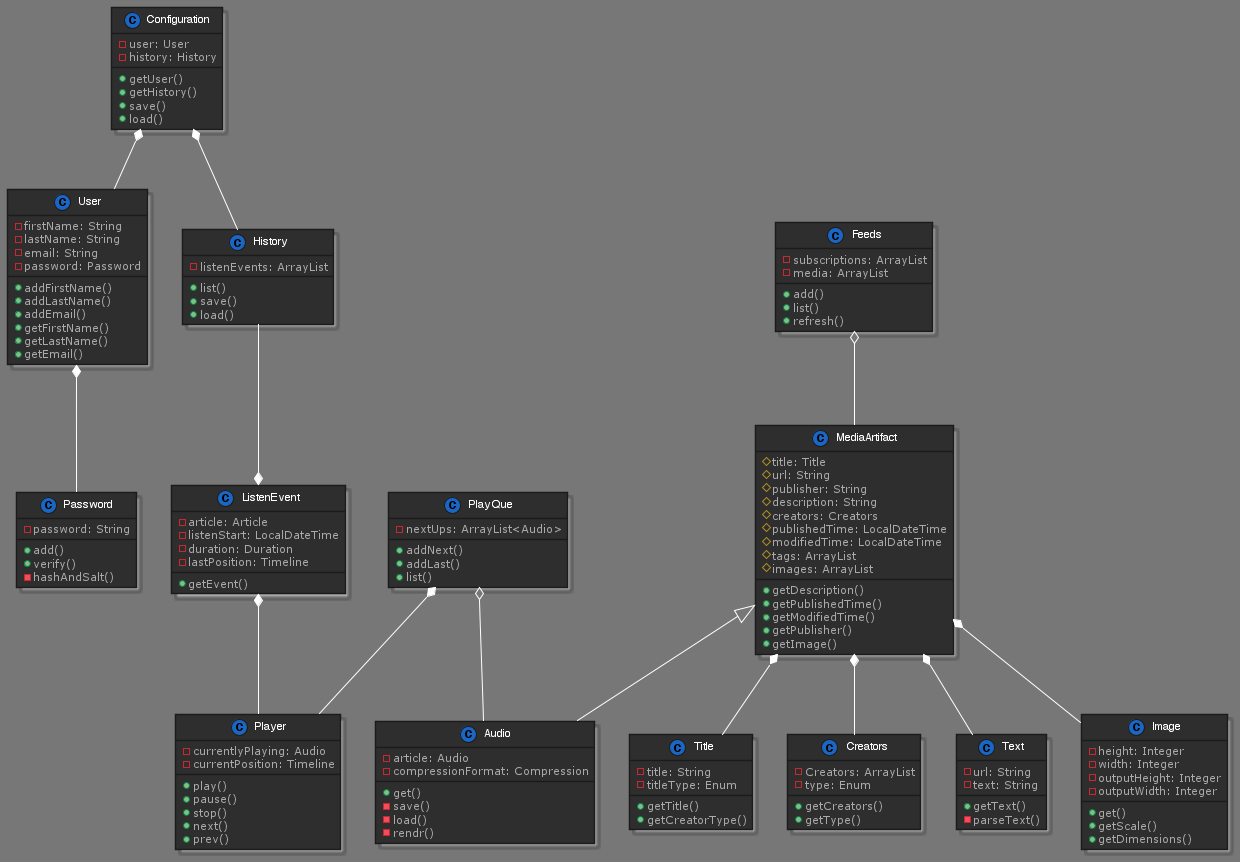 C Configuration
user: User
history: History
getUser()
getHistory()
save()
load()
C User
firstName: String
lastName: String
email: String
password: Password
addFirstName()
addLastName()
addEmail()
getFirstName()
getLastName()
getEmail()
C History
listenEvents: ArrayList
list()
save()
load()
C Feeds
subscriptions: ArrayList
media: ArrayList
add()
list()
refresh()
C Password
password: String
add()
verify()
hashAndSalt()
C ListenEvent
article: Article
listenStart: LocalDateTime
duration: Duration
lastPosition: Timeline
getEvent()
C PlayQue
nextUps: ArrayList<Audio>
addNext()
addLast()
list()
C MediaArtifact
title: Title
url: String
publisher: String
description: String
creators: Creators
publishedTime: LocalDateTime
modifiedTime: LocalDateTime
tags: ArrayList
images: ArrayList
getDescription()
getPublishedTime()
getModifiedTime()
getPublisher()
getImage()
C Player
currentlyPlaying: Audio
currentPosition: Timeline
play()
pause()
stop()
next()
prev()
C Audio
article: Audio
compressionFormat: Compression
get()
save()
load()
rendr()
C Title
title: String
titleType: Enum
getTitle()
getCreatorType()
C Creators
Creators: ArrayList
type: Enum
getCreators()
getType()
C Text
url: String
text: String
getText()
parseText()
C Image
height: Integer
width: Integer
outputHeight: Integer
outputWidth: Integer
get()
getScale()
getDimensions()